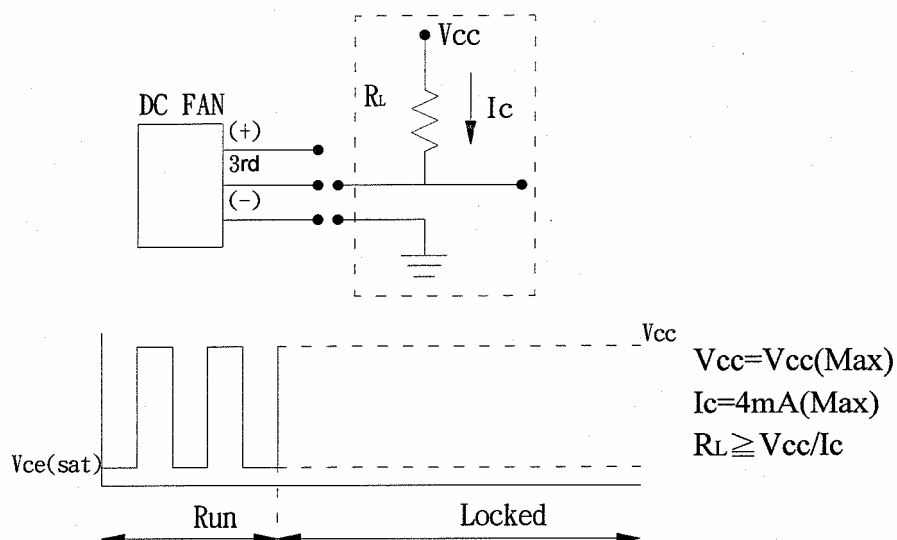 Vcc
RL
Ic
DC FAN
(+)
3rd
(-)
Vcc
Vcc=Vcc(Max)
Ic=4mA(Max)
RL≧Vcc/Ic
Vce(sat)
Run
Locked